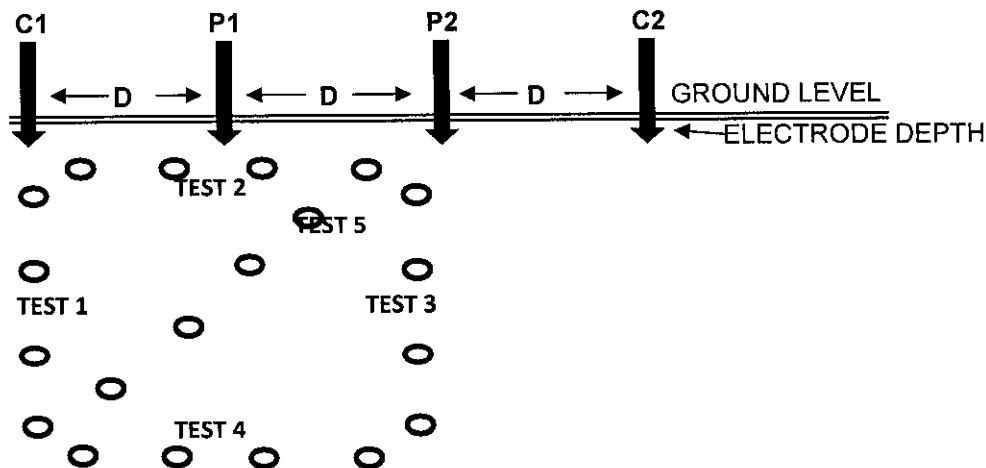 C1 P1 P2 C2
D D D
GROUND LEVEL
ELECTRODE DEPTH
TEST 2
TEST 5
TEST 1 TEST 3
TEST 4